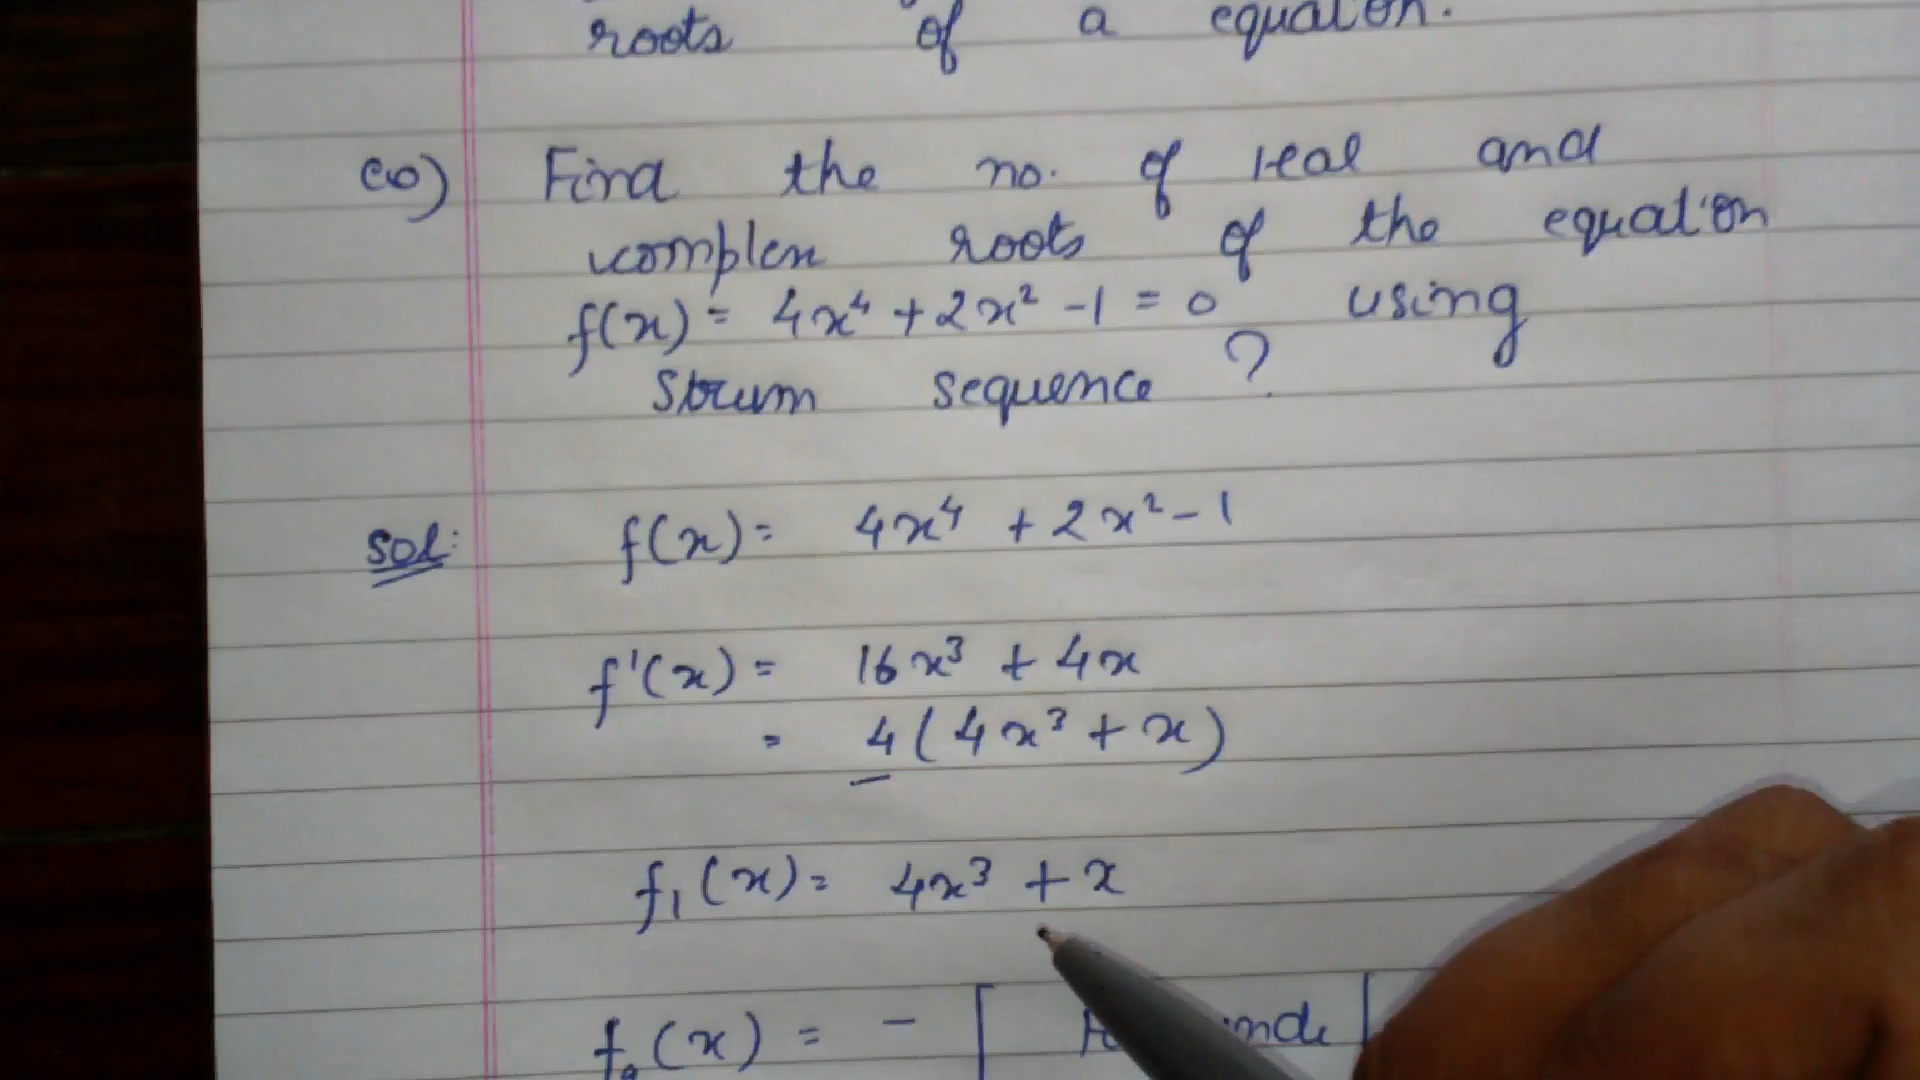 roots of a equation.
eg) Find the no. of real and
complex roots of the equation
f(x) = 4x⁴ + 2x² - 1 = 0 using
Strum sequence ?
Sol: f(x) = 4x⁴ + 2x² - 1
f'(x) = 16x³ + 4x
= 4(4x³ + x)
f₁(x) = 4x³ + x
f₂(x) = - [